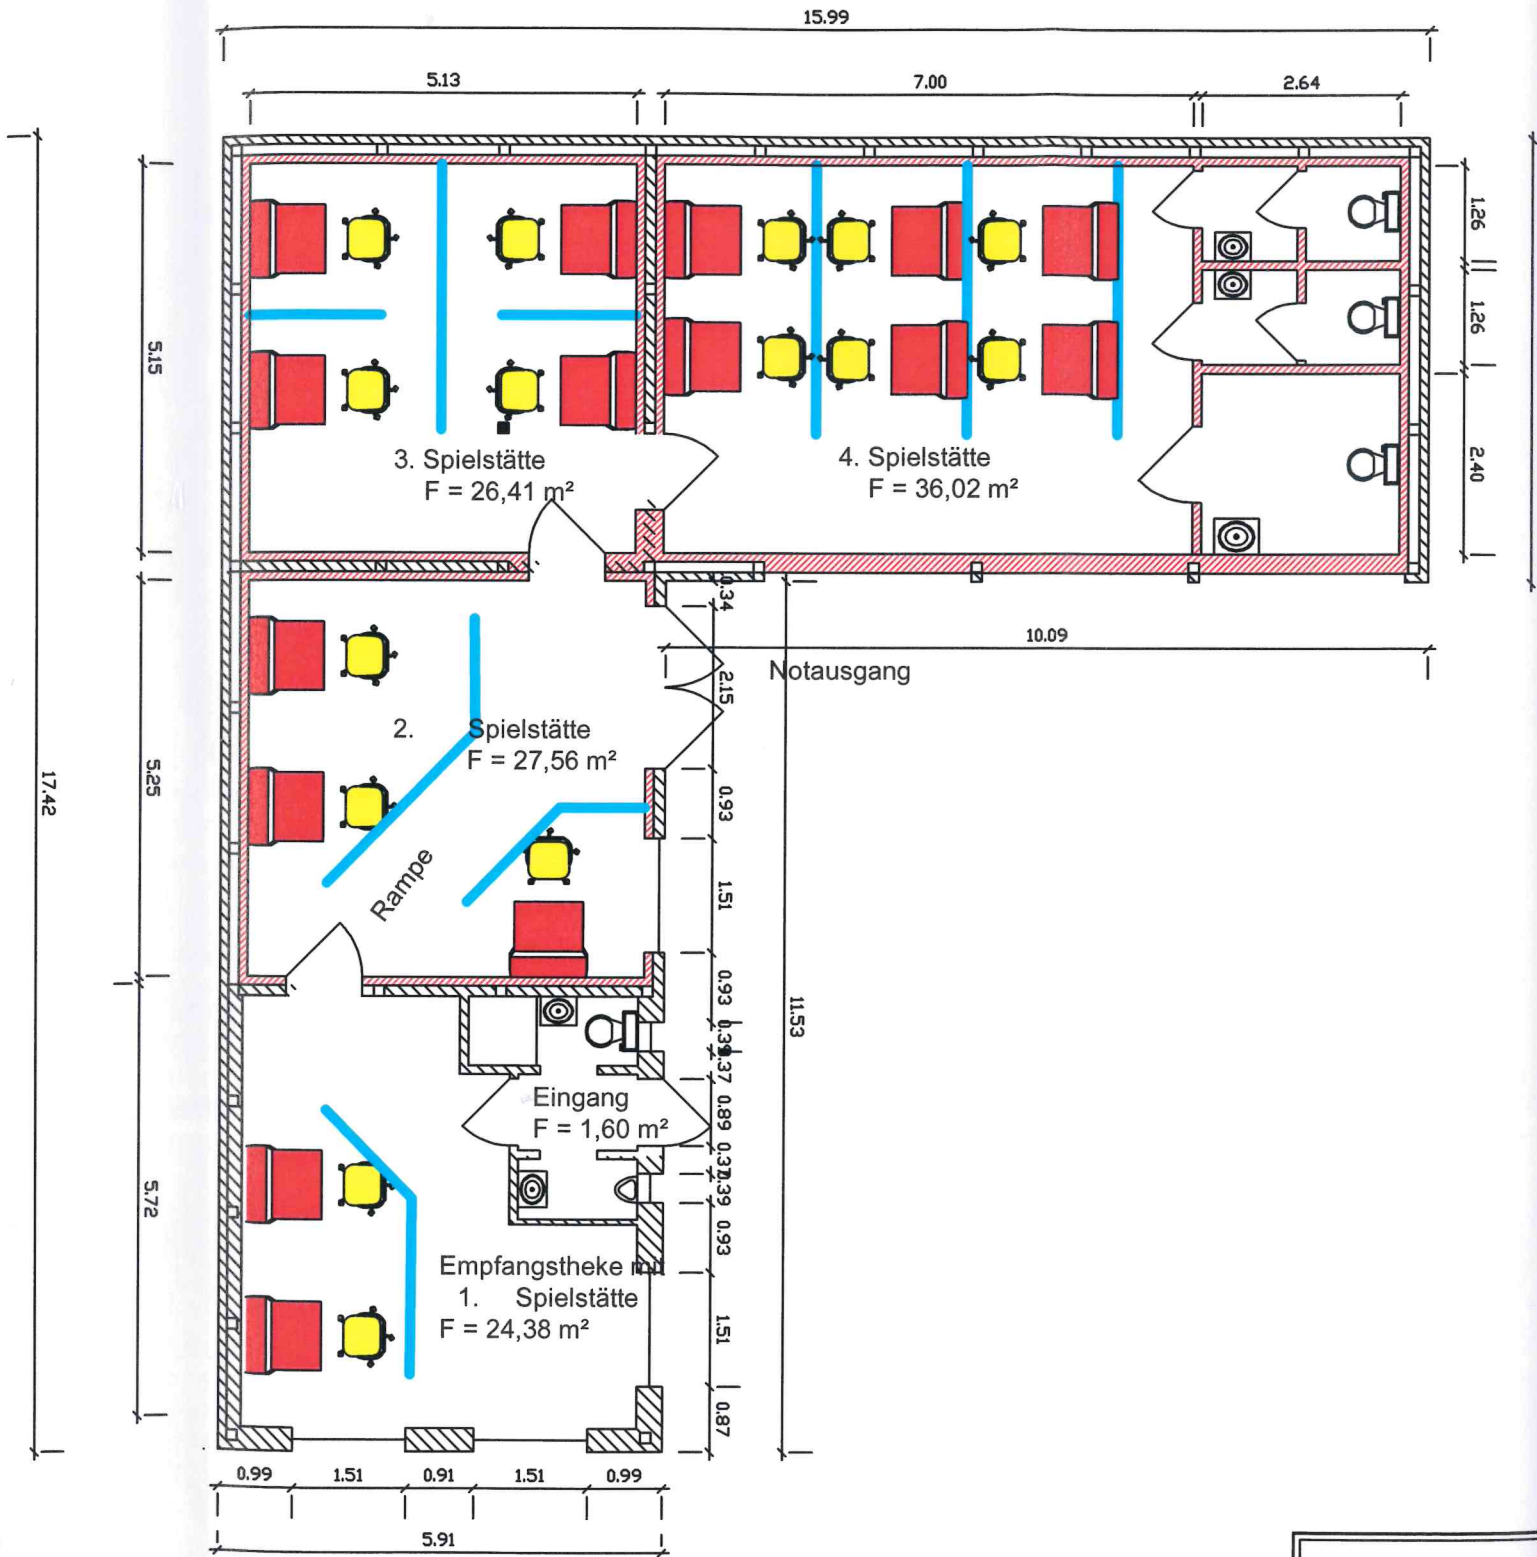 15.99
5.13
7.00
2.64
1.26
1.26
2.40
5.15
3. Spielstätte
F = 26,41 m²
4. Spielstätte
F = 36,02 m²
0.34
10.09
Notausgang
2.15
2. Spielstätte
F = 27,56 m²
17.42
5.25
0.93
Rampe
1.51
0.93
11.53
0.39
0.37
Eingang
F = 1,60 m²
0.89
0.37
0.39
5.72
0.93
Empfangstheke mit
1. Spielstätte
F = 24,38 m²
1.51
0.87
0.99
1.51
0.91
1.51
0.99
5.91